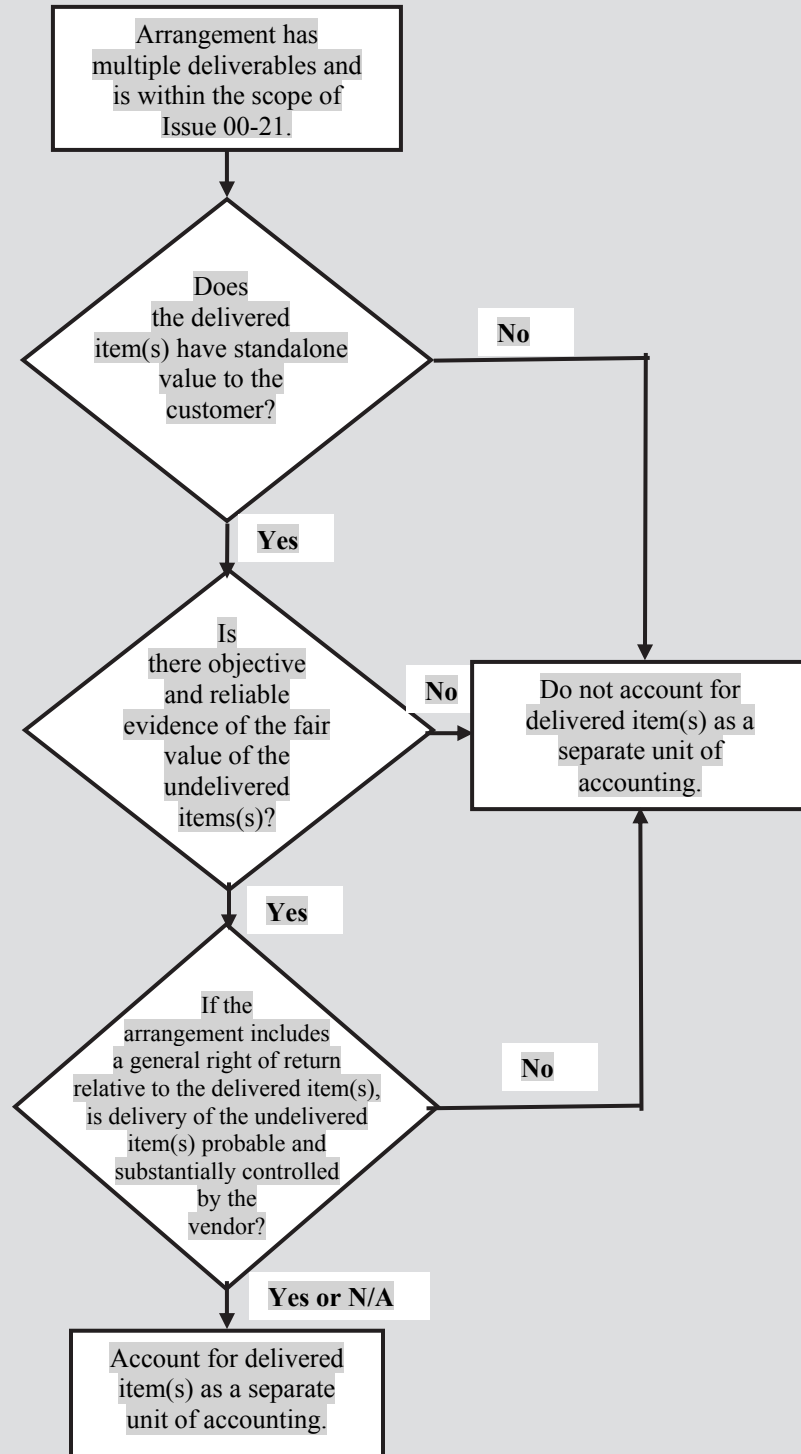 Arrangement has
multiple deliverables and
is within the scope of
Issue 00-21.
Does
the delivered
item(s) have standalone
value to the
customer?
No
Yes
Is
there objective
and reliable
evidence of the fair
value of the
undelivered
items(s)?
No
Do not account for
delivered item(s) as a
separate unit of
accounting.
Yes
If the
arrangement includes
a general right of return
relative to the delivered item(s),
is delivery of the undelivered
item(s) probable and
substantially controlled
by the
vendor?
No
Yes or N/A
Account for delivered
item(s) as a separate
unit of accounting.